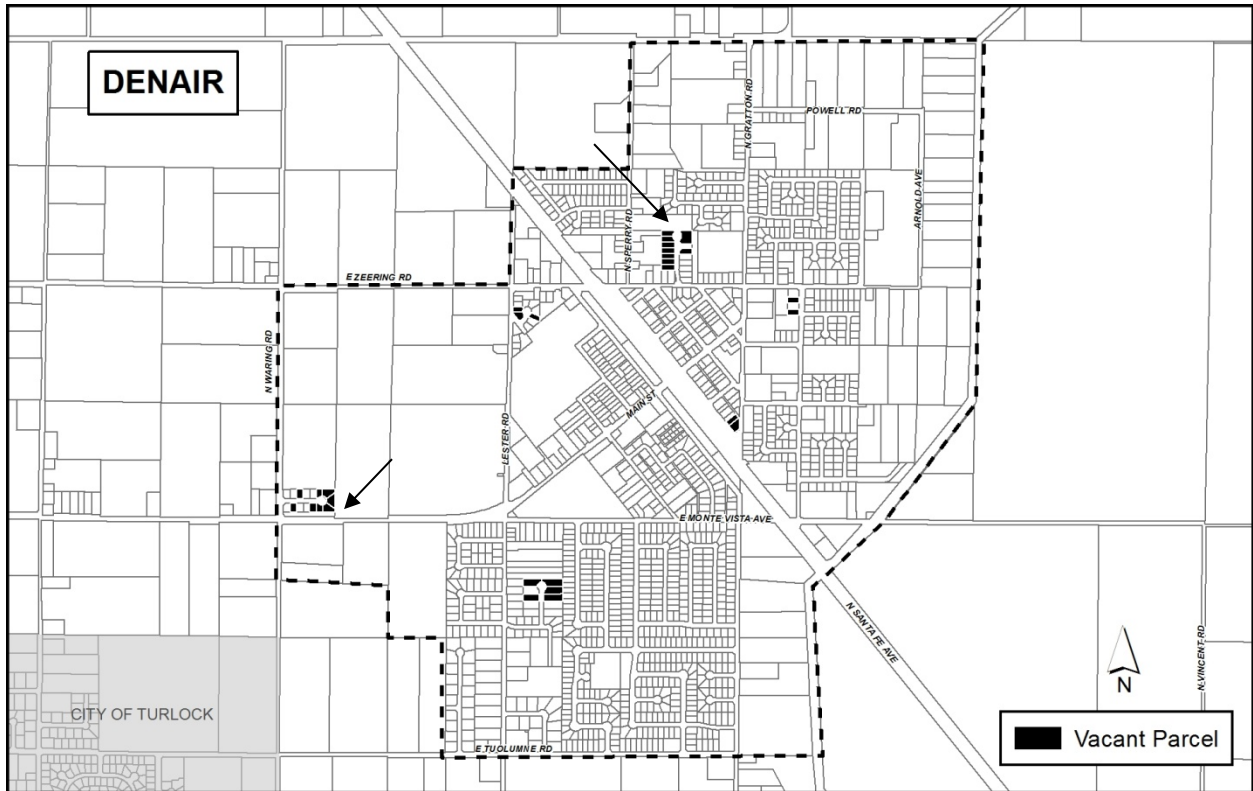 DENAIR
POWELL RD
N GRATTON RD
ARNOLD AVE
N SPERRY RD
E ZEERING RD
N WARING RD
MAIN ST
LESTER RD
E MONTE VISTA AVE
N SANTA FE AVE
N VINCENT RD
N
CITY OF TURLOCK
E TUOLUMNE RD
Vacant Parcel